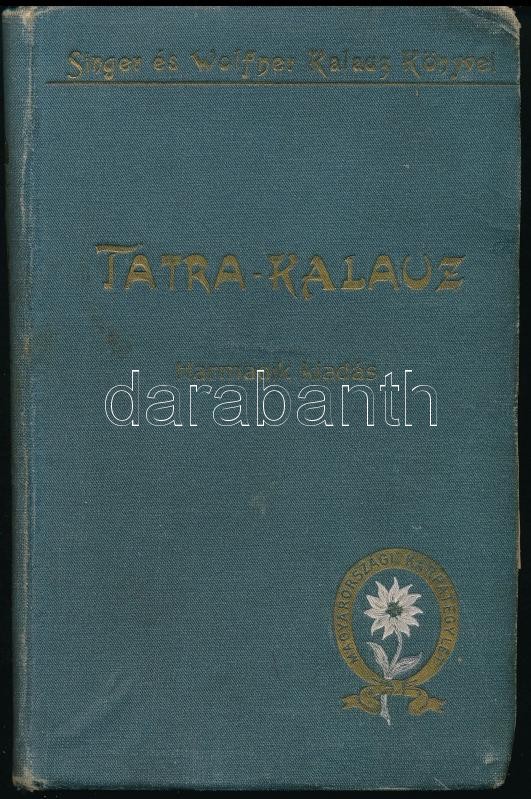 Singer és Wolfner Kalauz Könyvei
TÁTRA-KALAUZ
Harmadik kiadás
darabanth
MAGYARORSZÁGI KÁRPÁTEGYLET